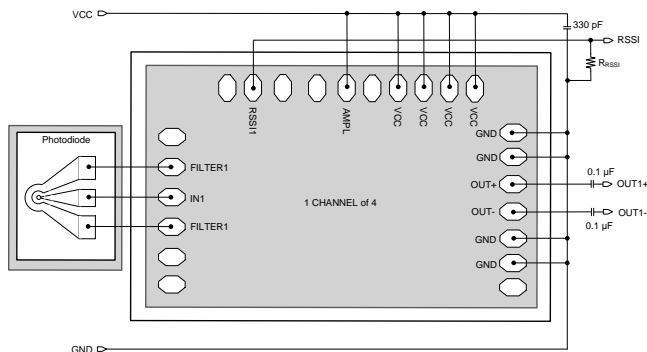 VCC
330 pF
RSSI
RRSSI
Photodiode
RSSI1
AMPL
VCC
VCC
VCC
VCC
GND
GND
FILTER1
IN1
FILTER1
1 CHANNEL of 4
OUT+
0.1 µF
OUT1+
OUT-
OUT1-
0.1 µF
GND
GND
GND